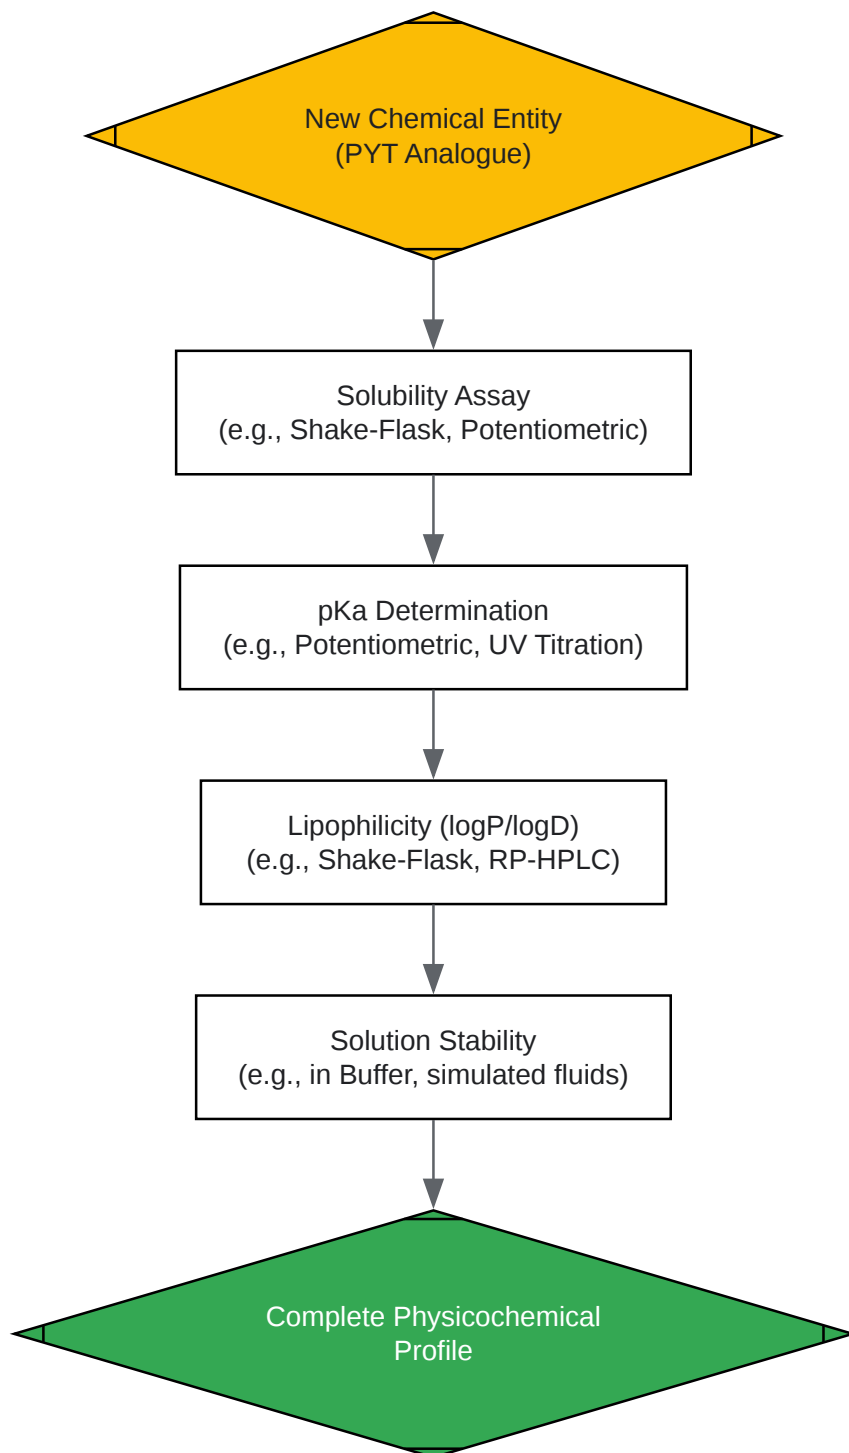 New Chemical Entity
(PYT Analogue)
Solubility Assay
(e.g., Shake-Flask, Potentiometric)
pKa Determination
(e.g., Potentiometric, UV Titration)
Lipophilicity (logP/logD)
(e.g., Shake-Flask, RP-HPLC)
Solution Stability
(e.g., in Buffer, simulated fluids)
Complete Physicochemical
Profile